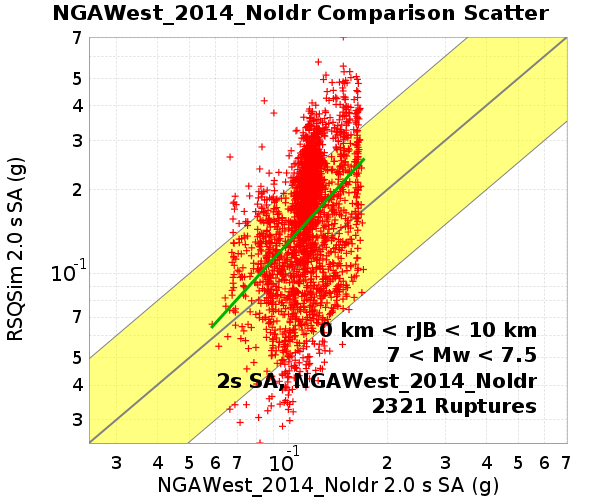 NGAWest_2014_NoIdr Comparison Scatter
RSQSim 2.0 s SA (g)
7
5
4
3
2
10-1
7
5
4
3
0 km < rJB < 10 km
7 < Mw < 7.5
2s SA, NGAWest_2014_NoIdr
2321 Ruptures
3 4 5 6 7 10-1 2 3 4 5 6 7
NGAWest_2014_NoIdr 2.0 s SA (g)